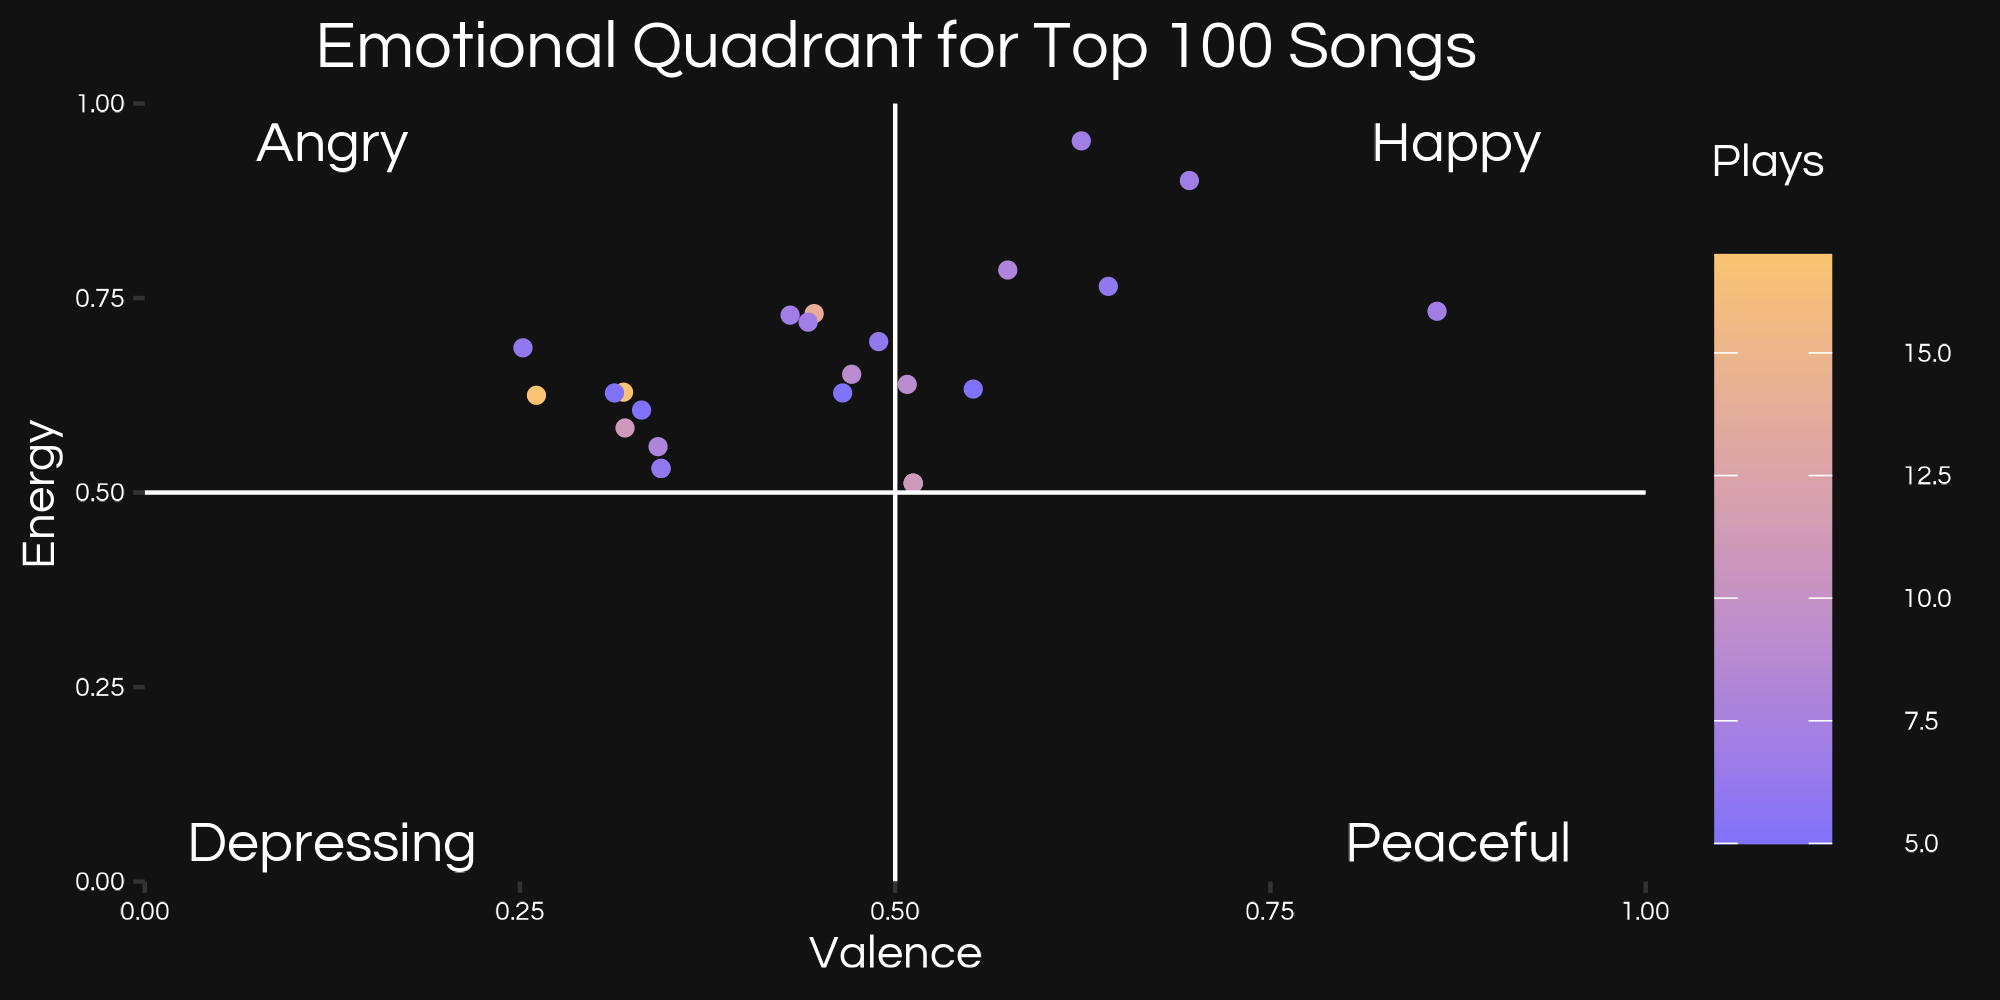 Emotional Quadrant for Top 100 Songs
1.00
Angry
Happy
Plays
0.75
15.0
12.5
Energy
0.50
10.0
0.25
7.5
Depressing
Peaceful
5.0
0.00
0.00
0.25
0.50
0.75
1.00
Valence